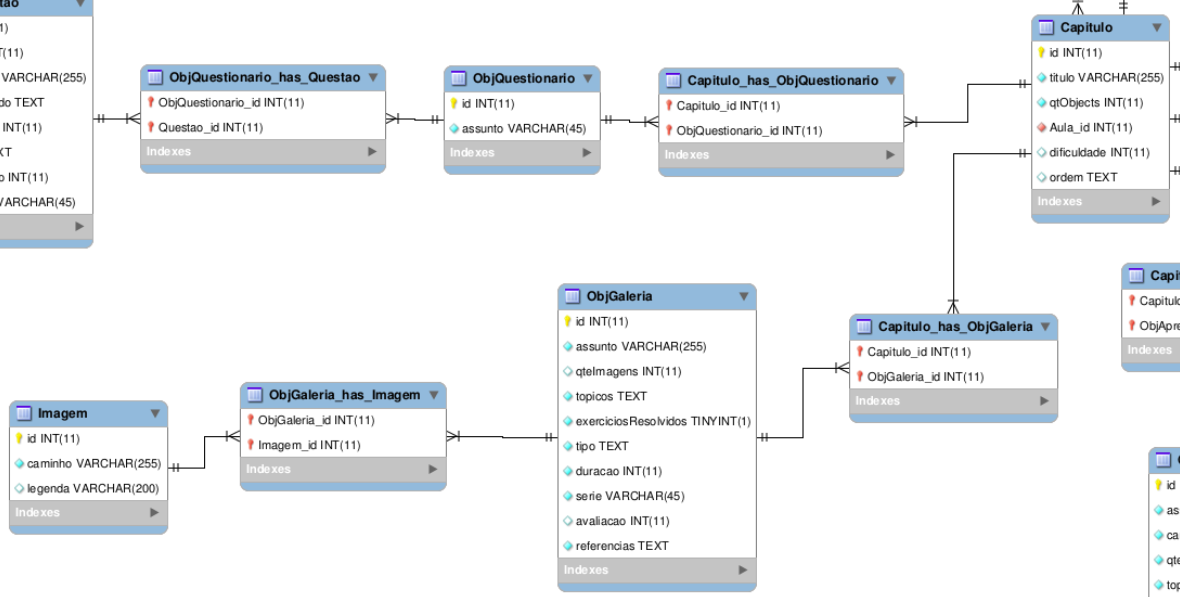 tao
1)
T(11)
VARCHAR(255)
do TEXT
INT(11)
XT
o INT(11)
VARCHAR(45)
ObjQuestionario_has_Questao
ObjQuestionario_id INT(11)
Questao_id INT(11)
Indexes
ObjQuestionario
id INT(11)
assunto VARCHAR(45)
Indexes
Capitulo_has_ObjQuestionario
Capitulo_id INT(11)
ObjQuestionario_id INT(11)
Indexes
Capitulo
id INT(11)
titulo VARCHAR(255)
qtObjects INT(11)
Aula_id INT(11)
dificuldade INT(11)
ordem TEXT
Indexes
Imagem
id INT(11)
caminho VARCHAR(255)
legenda VARCHAR(200)
Indexes
ObjGaleria_has_Imagem
ObjGaleria_id INT(11)
Imagem_id INT(11)
Indexes
ObjGaleria
id INT(11)
assunto VARCHAR(255)
qteImagens INT(11)
topicos TEXT
exerciciosResolvidos TINYINT(1)
tipo TEXT
duracao INT(11)
serie VARCHAR(45)
avaliacao INT(11)
referencias TEXT
Indexes
Capitulo_has_ObjGaleria
Capitulo_id INT(11)
ObjGaleria_id INT(11)
Indexes
Capi
Capitulo
ObjApre
Indexes
id
as
ca
qte
top